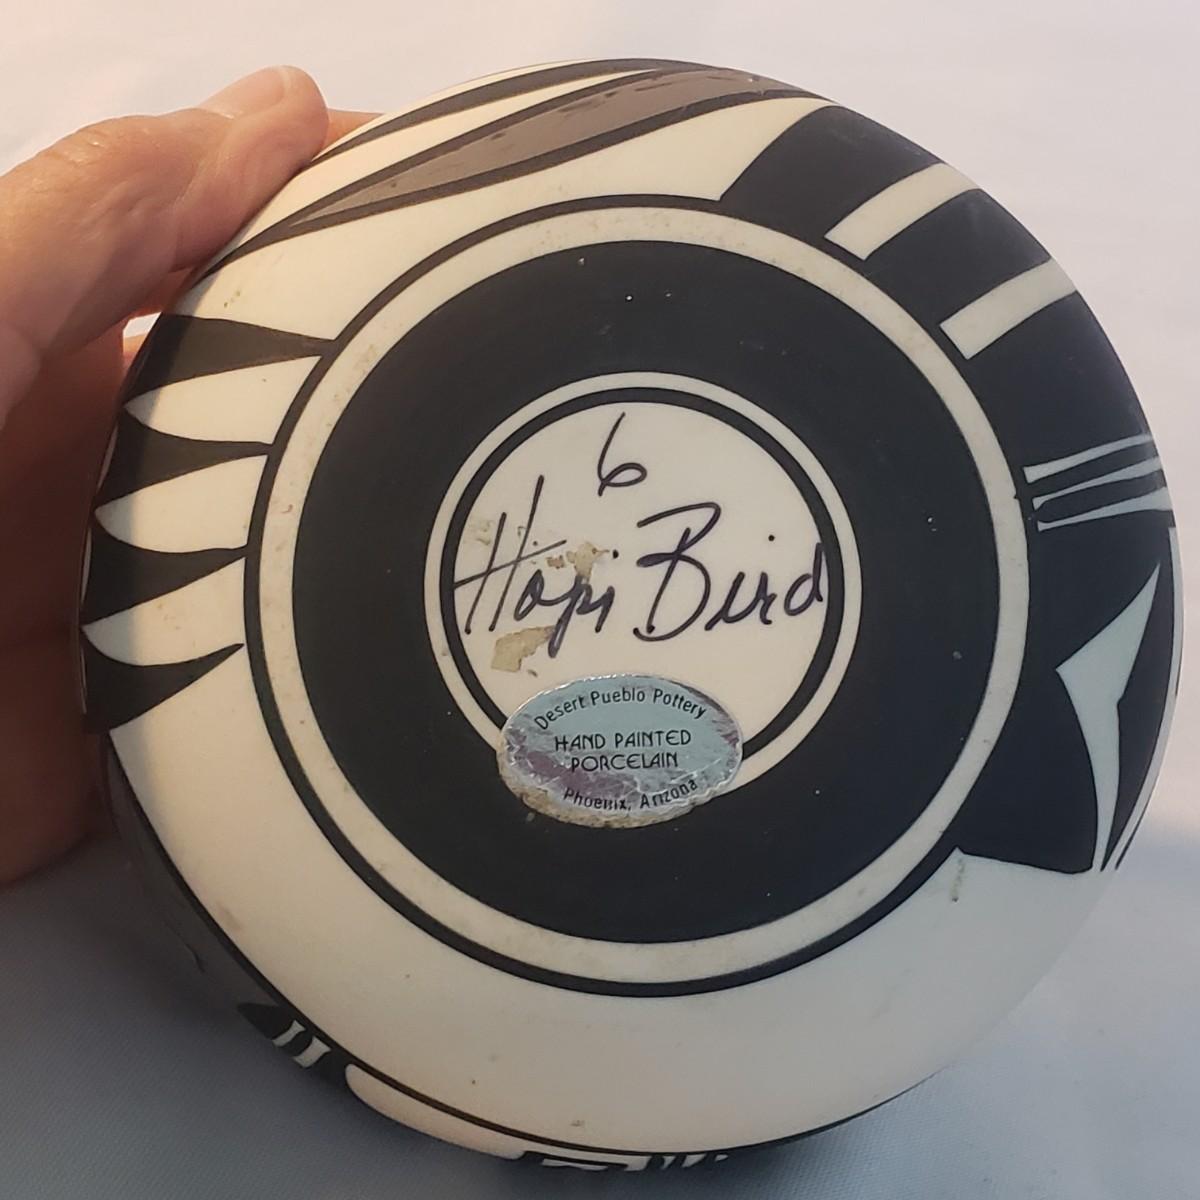 6
Hopi Bird
Desert Pueblo Pottery
HAND PAINTED
PORCELAIN
Phoenix, Arizona